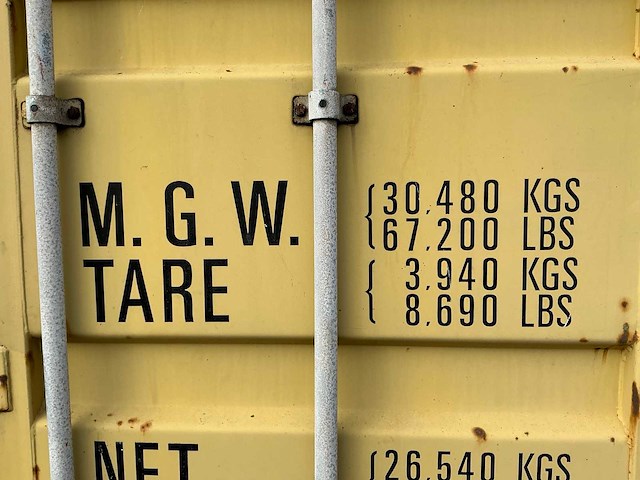 M. G. W. 30,480 KGS
67,200 LBS
TARE 3,940 KGS
8,690 LBS
NET 26,540 KGS